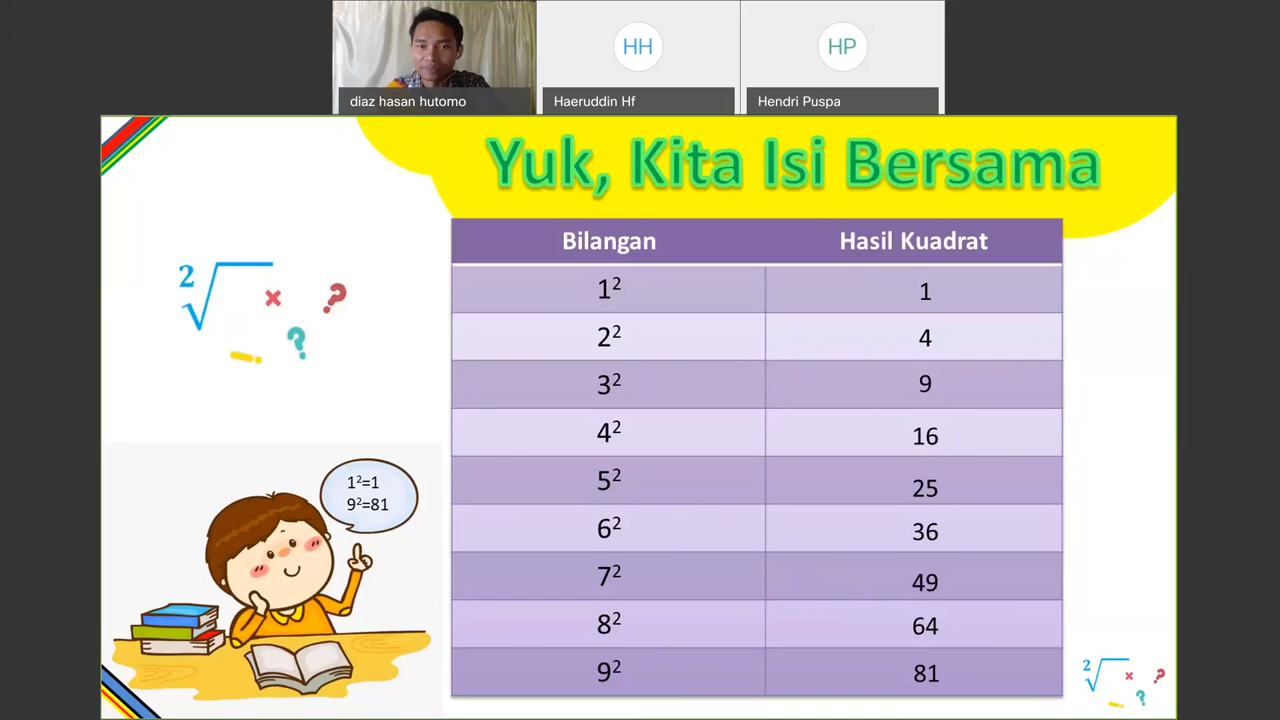 HH
HP
diaz hasan hutomo
Haeruddin Hf
Hendri Puspa
Yuk, Kita Isi Bersama
Bilangan Hasil Kuadrat
1² 1
2² 4
3² 9
4² 16
5² 25
6² 36
7² 49
8² 64
9² 81
2 √ × ?
?
1²=1
9²=81
2 √ × ?
?